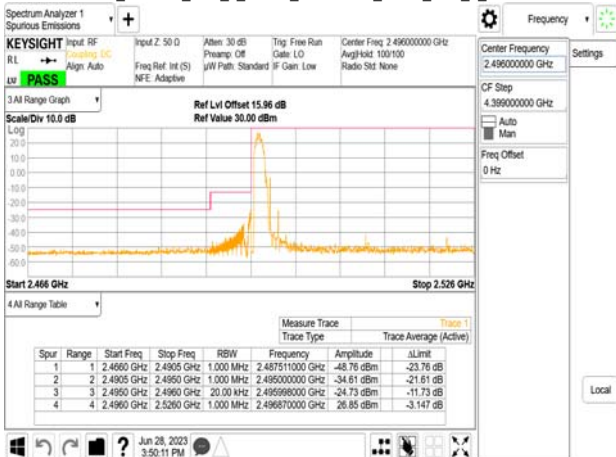 Spectrum Analyzer 1
Spurious Emissions
Frequency
KEYSIGHT
RL
PASS
Input: RF
Coupling: DC
Align: Auto
Input Z: 50 Ω
Freq Ref: Int (S)
NFE: Adaptive
Atten: 30 dB
Preamp: Off
µW Path: Standard
Trig: Free Run
Gate: LO
IF Gain: Low
Center Freq: 2.496000000 GHz
Avg|Hold: 100/100
Radio Std: None
Center Frequency
2.496000000 GHz
Settings
CF Step
4.399000000 GHz
Auto
Man
Freq Offset
0 Hz
Local
3 All Range Graph
Scale/Div 10.0 dB
Ref Lvl Offset 15.96 dB
Ref Value 30.00 dBm
Log
20.0
10.0
0.00
-10.0
-20.0
-30.0
-40.0
-50.0
-60.0
Start 2.466 GHz
Stop 2.526 GHz
4 All Range Table
Measure Trace Trace 1
Trace Type Trace Average (Active)
Spur Range Start Freq Stop Freq RBW Frequency Amplitude ΔLimit
1 1 2.4660 GHz 2.4905 GHz 1.000 MHz 2.487511000 GHz -48.76 dBm -23.76 dB
2 2 2.4905 GHz 2.4950 GHz 1.000 MHz 2.495000000 GHz -34.61 dBm -21.61 dB
3 3 2.4950 GHz 2.4960 GHz 20.00 kHz 2.495998000 GHz -24.73 dBm -11.73 dB
4 4 2.4960 GHz 2.5260 GHz 1.000 MHz 2.496870000 GHz 26.85 dBm -3.147 dB
?
Jun 28, 2023
3:50:11 PM